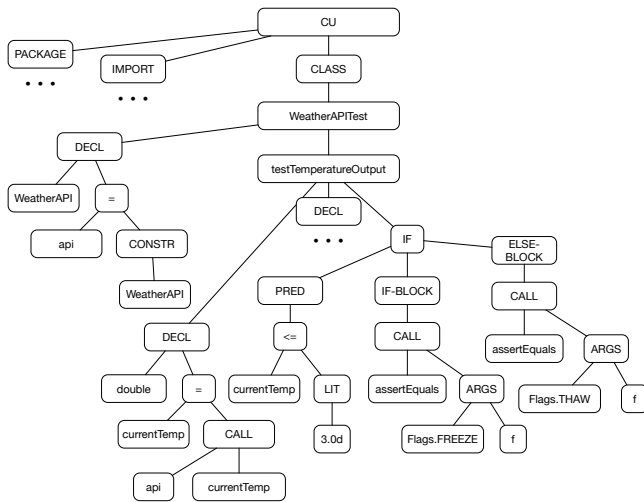 CU
PACKAGE
IMPORT
CLASS
• • •
• • •
WeatherAPITest
DECL
testTemperatureOutput
WeatherAPI
=
DECL
• • •
IF
ELSE-
BLOCK
api
CONSTR
WeatherAPI
PRED
IF-BLOCK
CALL
DECL
<=
CALL
assertEquals
ARGS
double
=
currentTemp
LIT
assertEquals
ARGS
Flags.THAW
f
currentTemp
CALL
3.0d
Flags.FREEZE
f
api
currentTemp